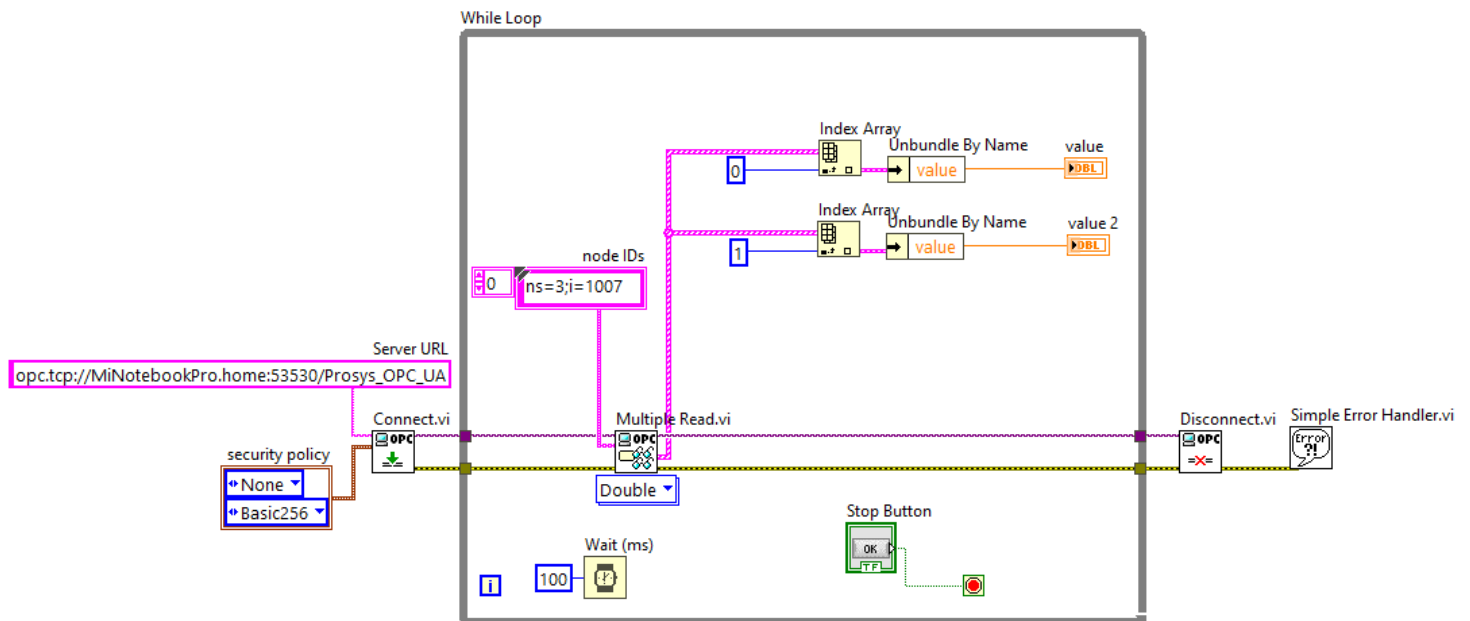 While Loop
Index Array
Unbundle By Name
value
0
value
DBL
Index Array
Unbundle By Name
value 2
1
value
DBL
node IDs
0
ns=3;i=1007
Server URL
opc.tcp://MiNotebookPro.home:53530/Prosys_OPC_UA
Connect.vi
OPC
Multiple Read.vi
OPC
Disconnect.vi
OPC
=X=
Simple Error Handler.vi
Error
?!
security policy
None
Basic256
Double
Stop Button
OK
TF
Wait (ms)
100
i